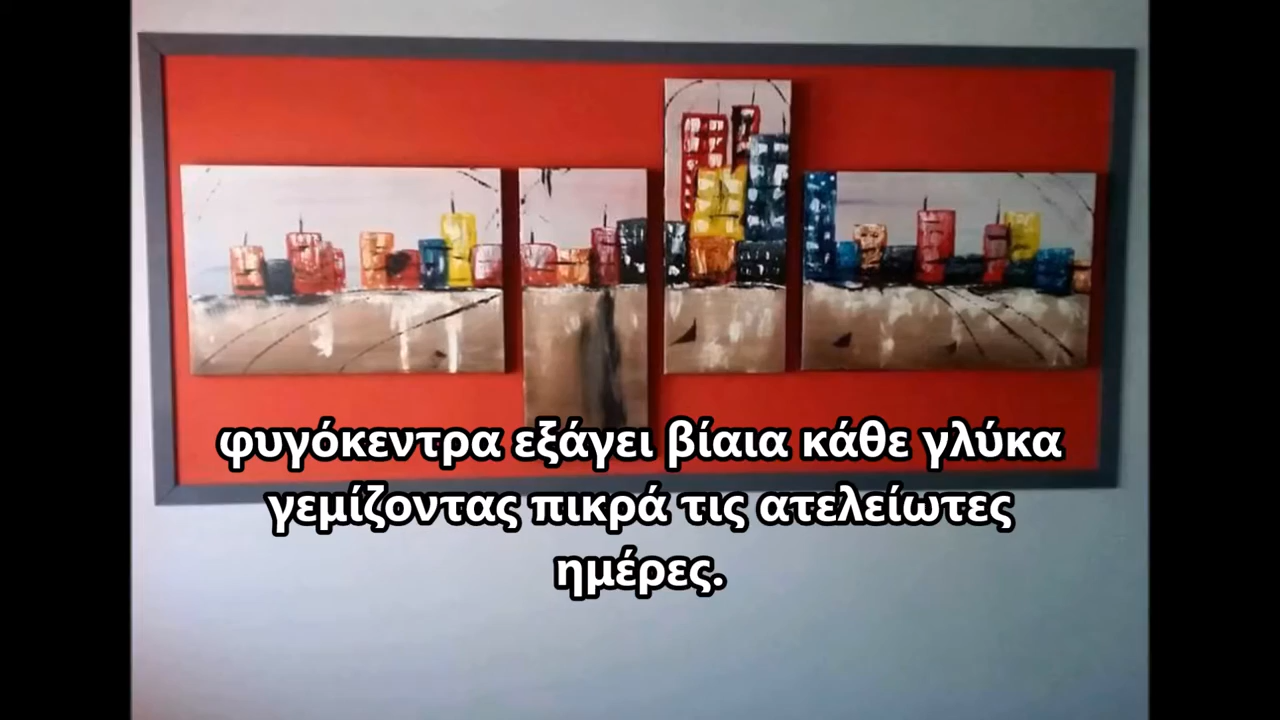 φυγόκεντρα εξάγει βίαια κάθε γλύκα
γεμίζοντας πικρά τις ατελείωτες
ημέρες.